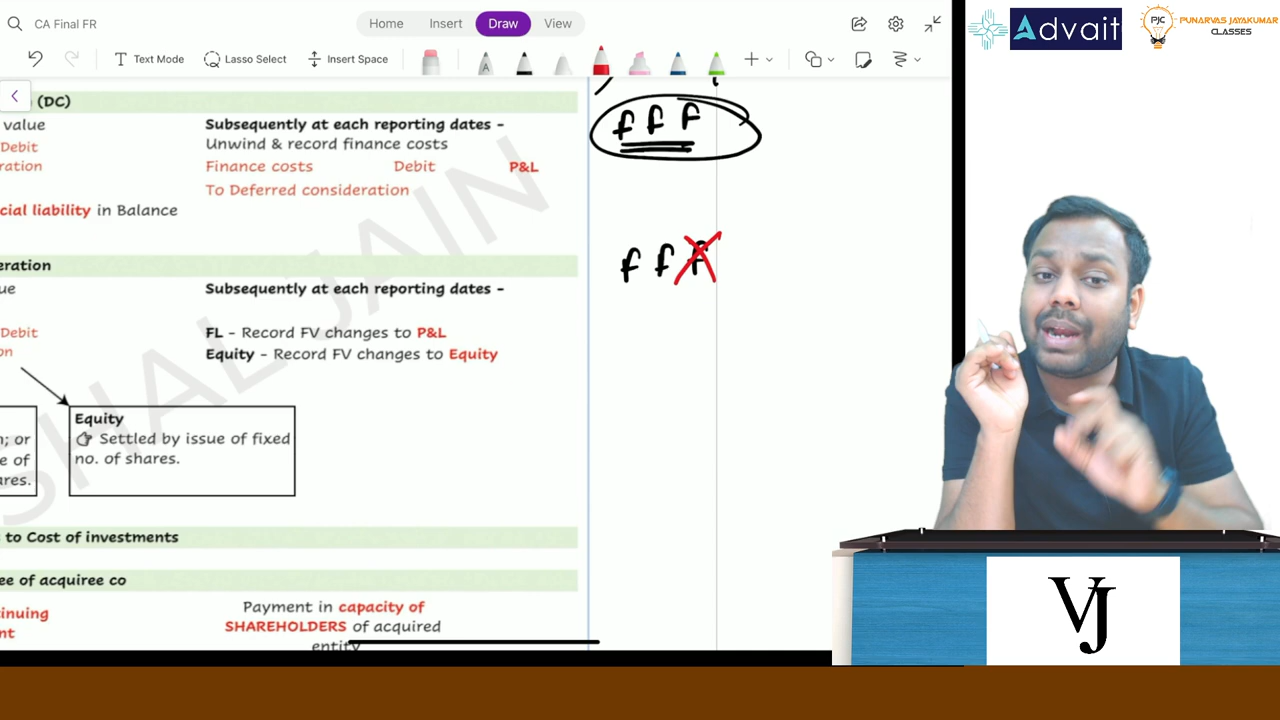 CA Final FR
Home Insert Draw View
Text Mode Lasso Select Insert Space
Advait
PJC PUNARVAS JAYAKUMAR CLASSES
(DC)
value
Debit
ration
cial liability in Balance
Subsequently at each reporting dates -
Unwind & record finance costs
Finance costs Debit P&L
To Deferred consideration
f f f
f f f
eration
ue
Debit
on
Subsequently at each reporting dates -
FL - Record FV changes to P&L
Equity - Record FV changes to Equity
n; or
e of
ares.
Equity
Settled by issue of fixed
no. of shares.
SHAL JAIN
to Cost of investments
ee of acquiree co
tinuing
nt
Payment in capacity of
SHAREHOLDERS of acquired
entity
VJ